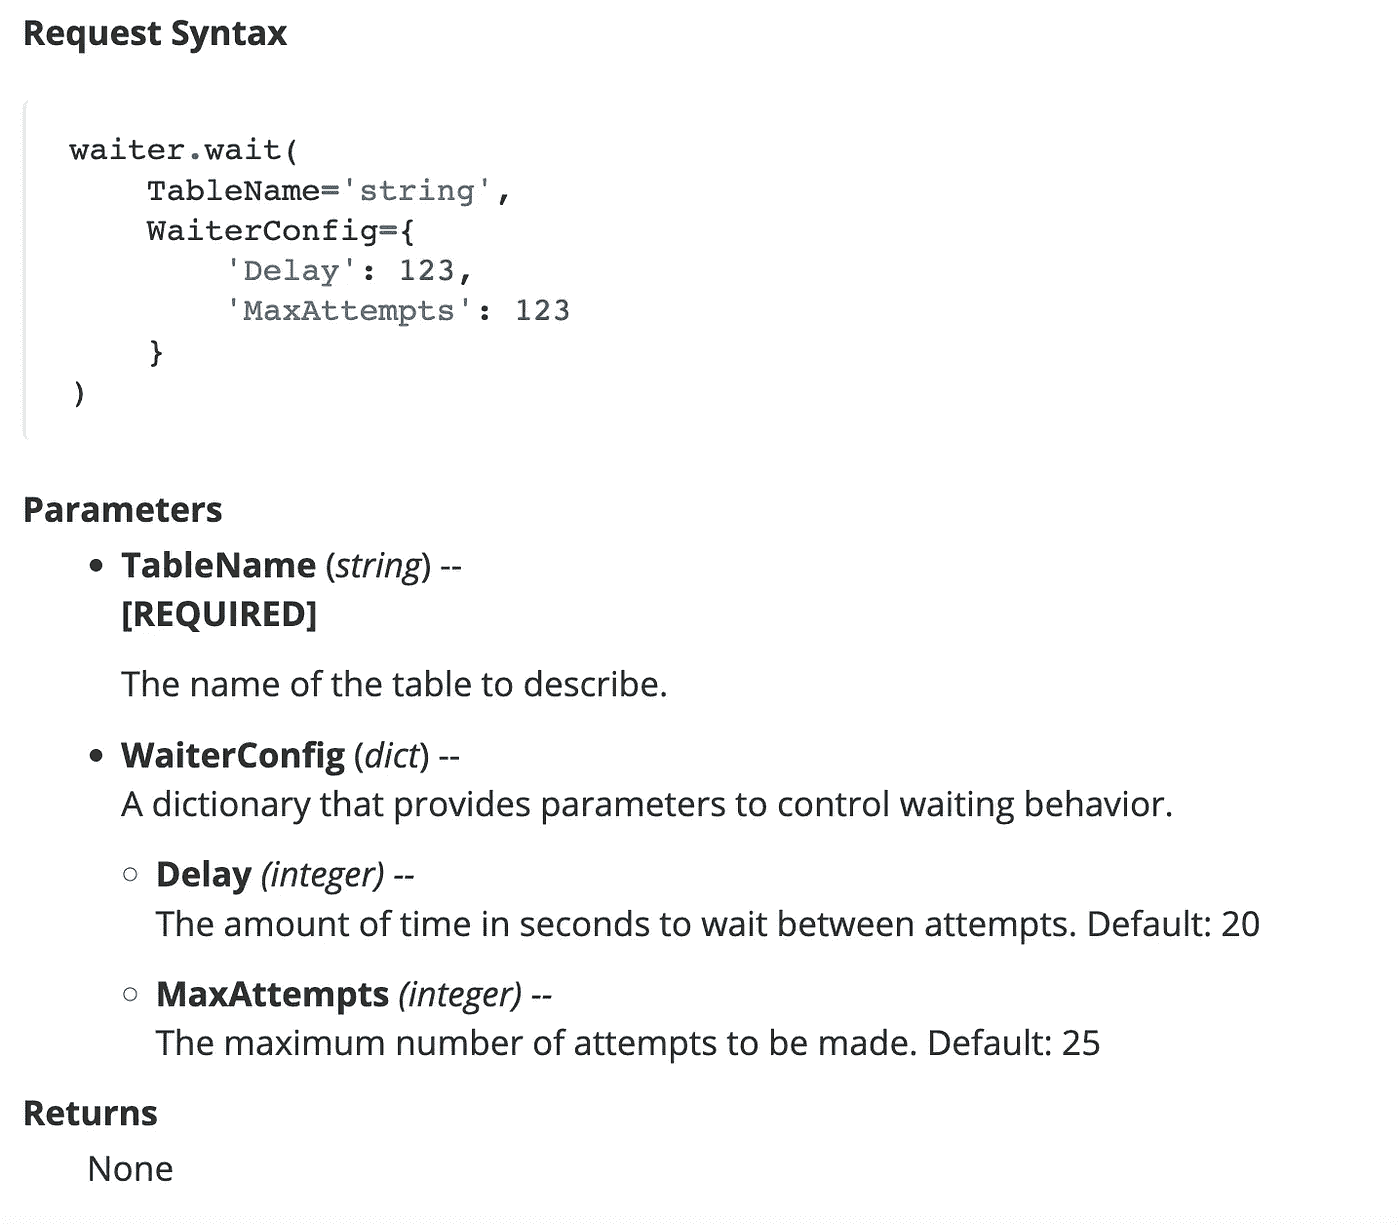 Request Syntax
waiter.wait(
    TableName='string',
    WaiterConfig={
        'Delay': 123,
        'MaxAttempts': 123
    }
)
Parameters
• TableName (string) --
[REQUIRED]
The name of the table to describe.
• WaiterConfig (dict) --
A dictionary that provides parameters to control waiting behavior.
○ Delay (integer) --
The amount of time in seconds to wait between attempts. Default: 20
○ MaxAttempts (integer) --
The maximum number of attempts to be made. Default: 25
Returns
None